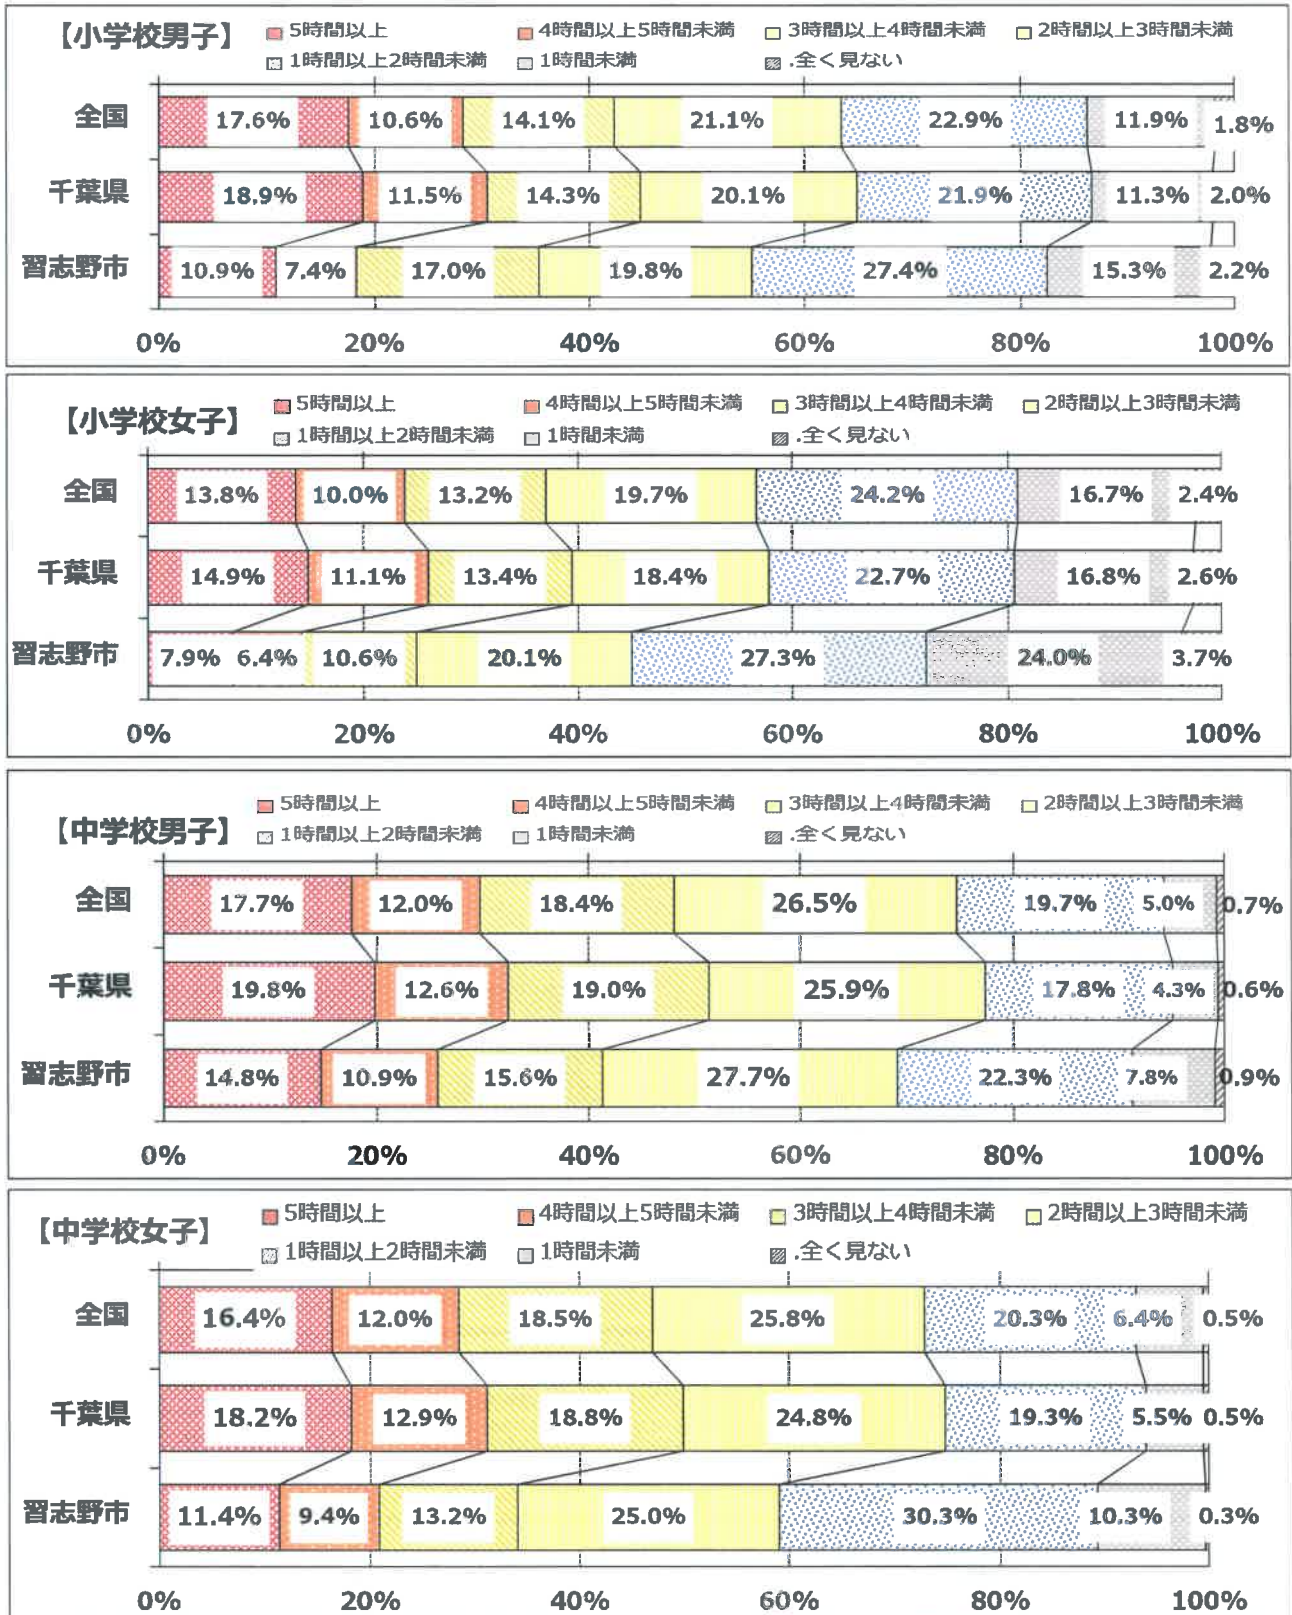 【小学校男子】 5時間以上 4時間以上5時間未満 3時間以上4時間未満 2時間以上3時間未満
1時間以上2時間未満 1時間未満 .全く見ない
全国 17.6% 10.6% 14.1% 21.1% 22.9% 11.9% 1.8%
千葉県 18.9% 11.5% 14.3% 20.1% 21.9% 11.3% 2.0%
習志野市 10.9% 7.4% 17.0% 19.8% 27.4% 15.3% 2.2%
0% 20% 40% 60% 80% 100%
【小学校女子】 5時間以上 4時間以上5時間未満 3時間以上4時間未満 2時間以上3時間未満
1時間以上2時間未満 1時間未満 .全く見ない
全国 13.8% 10.0% 13.2% 19.7% 24.2% 16.7% 2.4%
千葉県 14.9% 11.1% 13.4% 18.4% 22.7% 16.8% 2.6%
習志野市 7.9% 6.4% 10.6% 20.1% 27.3% 24.0% 3.7%
0% 20% 40% 60% 80% 100%
【中学校男子】 5時間以上 4時間以上5時間未満 3時間以上4時間未満 2時間以上3時間未満
1時間以上2時間未満 1時間未満 .全く見ない
全国 17.7% 12.0% 18.4% 26.5% 19.7% 5.0% 0.7%
千葉県 19.8% 12.6% 19.0% 25.9% 17.8% 4.3% 0.6%
習志野市 14.8% 10.9% 15.6% 27.7% 22.3% 7.8% 0.9%
0% 20% 40% 60% 80% 100%
【中学校女子】 5時間以上 4時間以上5時間未満 3時間以上4時間未満 2時間以上3時間未満
1時間以上2時間未満 1時間未満 .全く見ない
全国 16.4% 12.0% 18.5% 25.8% 20.3% 6.4% 0.5%
千葉県 18.2% 12.9% 18.8% 24.8% 19.3% 5.5% 0.5%
習志野市 11.4% 9.4% 13.2% 25.0% 30.3% 10.3% 0.3%
0% 20% 40% 60% 80% 100%